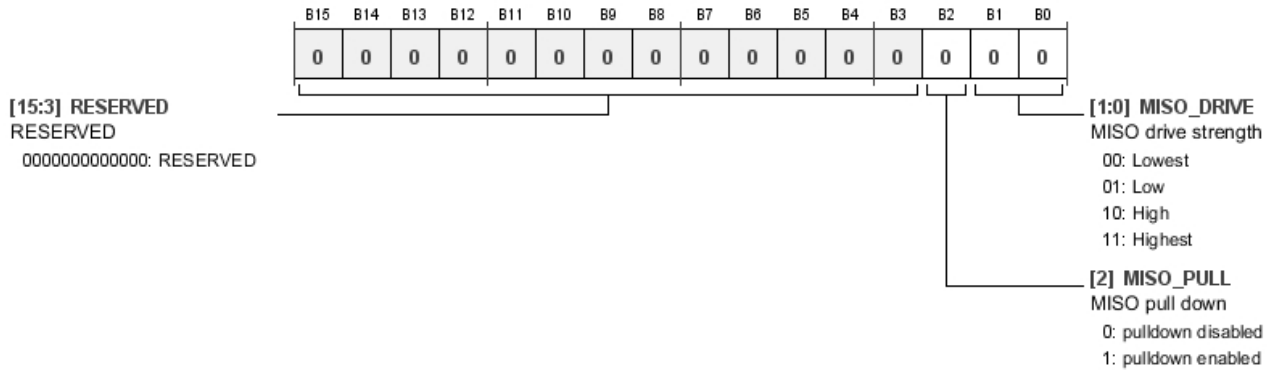 B15 B14 B13 B12 B11 B10 B9 B8 B7 B6 B5 B4 B3 B2 B1 B0
0 0 0 0 0 0 0 0 0 0 0 0 0 0 0 0
[15:3] RESERVED
RESERVED
0000000000000: RESERVED
[1:0] MISO_DRIVE
MISO drive strength
00: Lowest
01: Low
10: High
11: Highest
[2] MISO_PULL
MISO pull down
0: pulldown disabled
1: pulldown enabled